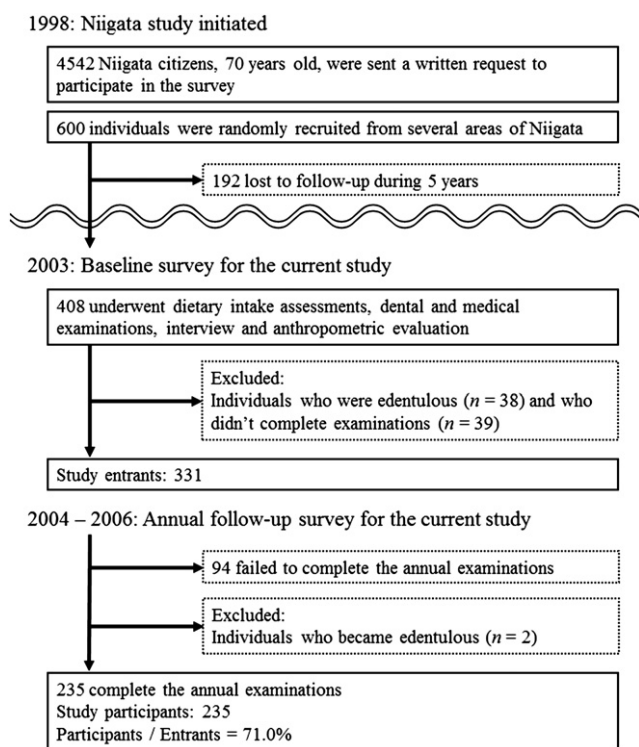 1998: Niigata study initiated
4542 Niigata citizens, 70 years old, were sent a written request to
participate in the survey
600 individuals were randomly recruited from several areas of Niigata
192 lost to follow-up during 5 years
2003: Baseline survey for the current study
408 underwent dietary intake assessments, dental and medical
examinations, interview and anthropometric evaluation
Excluded:
Individuals who were edentulous (n = 38) and who
didn't complete examinations (n = 39)
Study entrants: 331
2004 – 2006: Annual follow-up survey for the current study
94 failed to complete the annual examinations
Excluded:
Individuals who became edentulous (n = 2)
235 complete the annual examinations
Study participants: 235
Participants / Entrants = 71.0%